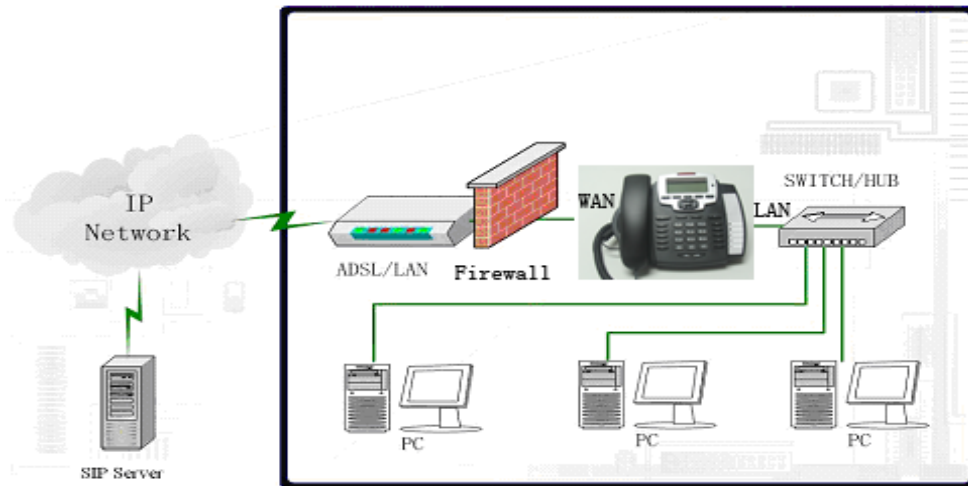 IP
Network
SIP Server
ADSL/LAN
Firewall
WAN
LAN
SWITCH/HUB
PC
PC
PC